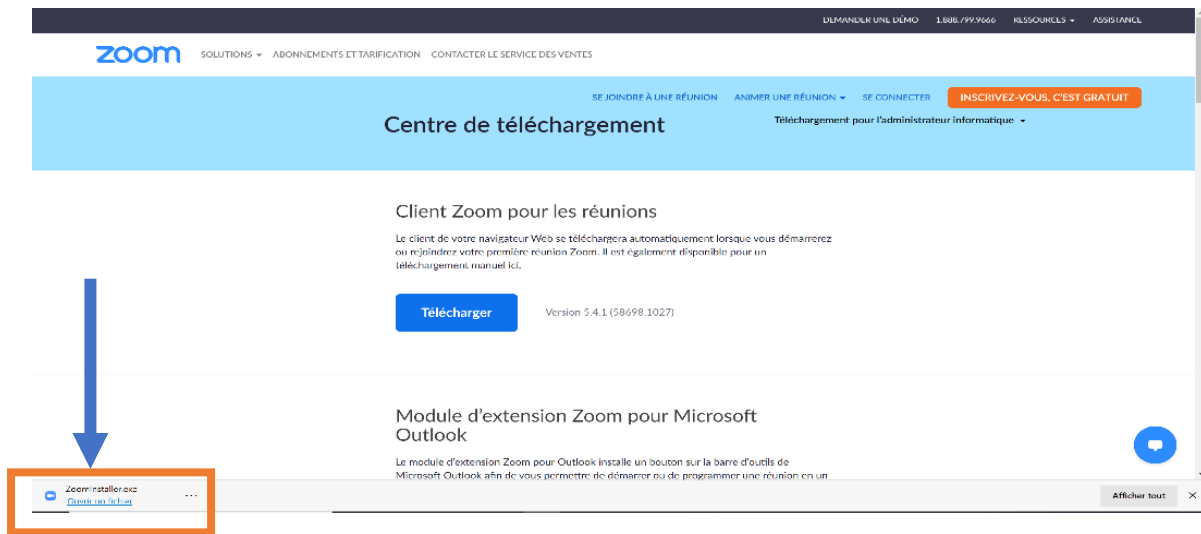 DEMANDER UNE DÉMO 1.888.799.9666 RESSOURCES ASSISTANCE
zoom SOLUTIONS ABONNEMENTS ET TARIFICATION CONTACTER LE SERVICE DES VENTES
SE JOINDRE À UNE RÉUNION ANIMER UNE RÉUNION SE CONNECTER INSCRIVEZ-VOUS, C'EST GRATUIT
Centre de téléchargement Téléchargement pour l'administrateur informatique
Client Zoom pour les réunions
Le client de votre navigateur Web se téléchargera automatiquement lorsque vous démarrerez
ou rejoindrez votre première réunion Zoom. Il est également disponible pour un
téléchargement manuel ici.
Télécharger Version 5.4.1 (58698.1027)
Module d'extension Zoom pour Microsoft
Outlook
Le module d'extension Zoom pour Outlook installe un bouton sur la barre d'outils de
Microsoft Outlook afin de vous permettre de démarrer ou de programmer une réunion en un
ZoomInstaller.exe
Ouvrir un fichier
Afficher tout